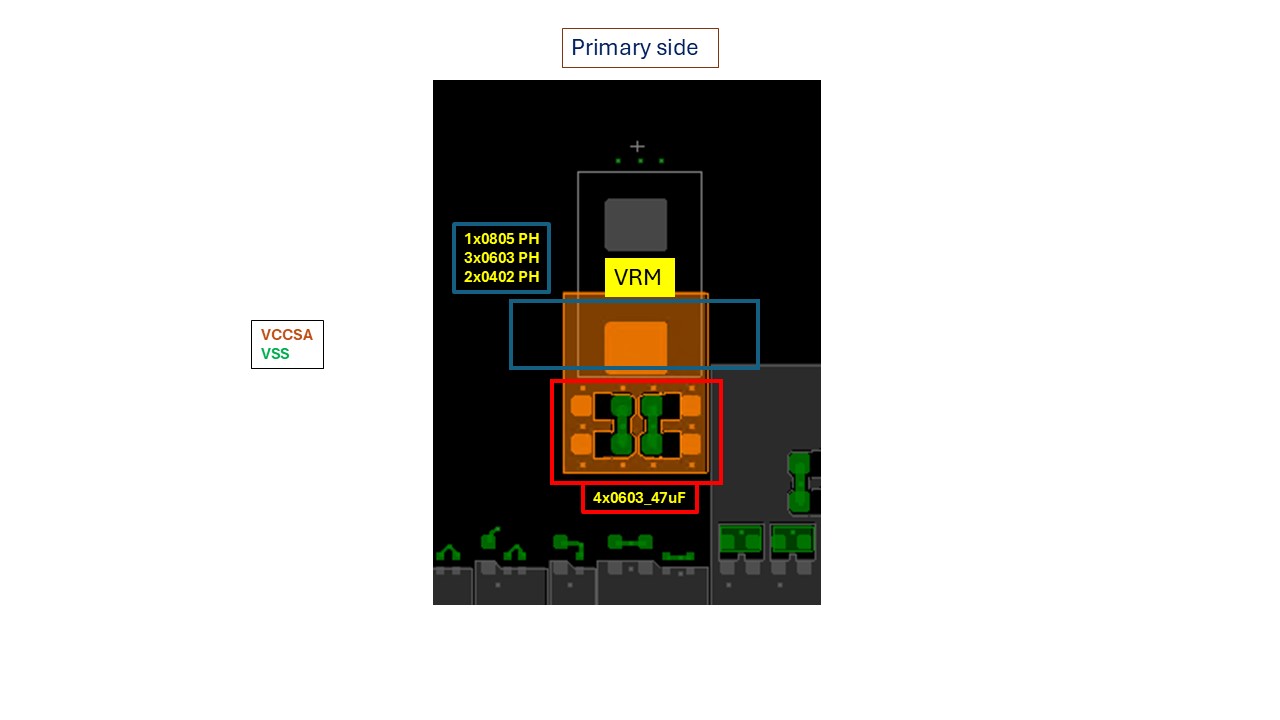 Primary side
1x0805 PH
3x0603 PH
2x0402 PH
VRM
VCCSA
VSS
4x0603_47uF